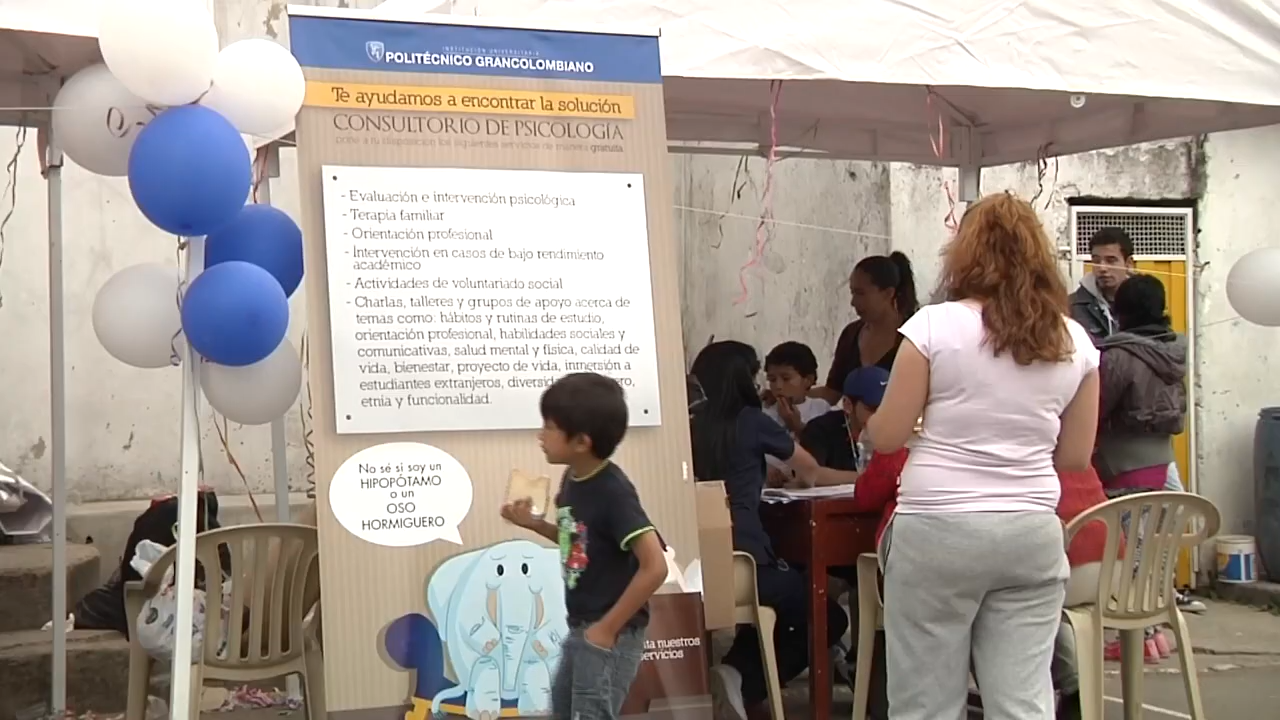 INSTITUCIÓN UNIVERSITARIA
POLITÉCNICO GRANCOLOMBIANO
Te ayudamos a encontrar la solución
CONSULTORIO DE PSICOLOGÍA
pone a tu disposición los siguientes servicios de manera gratuita.
- Evaluación e intervención psicológica
- Terapia familiar
- Orientación profesional
- Intervención en casos de bajo rendimiento
académico
- Actividades de voluntariado social
- Charlas, talleres y grupos de apoyo acerca de
temas como: hábitos y rutinas de estudio,
orientación profesional, habilidades sociales y
comunicativas, salud mental y física, calidad de
vida, bienestar, proyecto de vida, inmersión a
estudiantes extranjeros,
etnia y funcionalidad.
No sé si soy un
HIPOPÓTAMO
o un
OSO
HORMIGUERO
nuestros